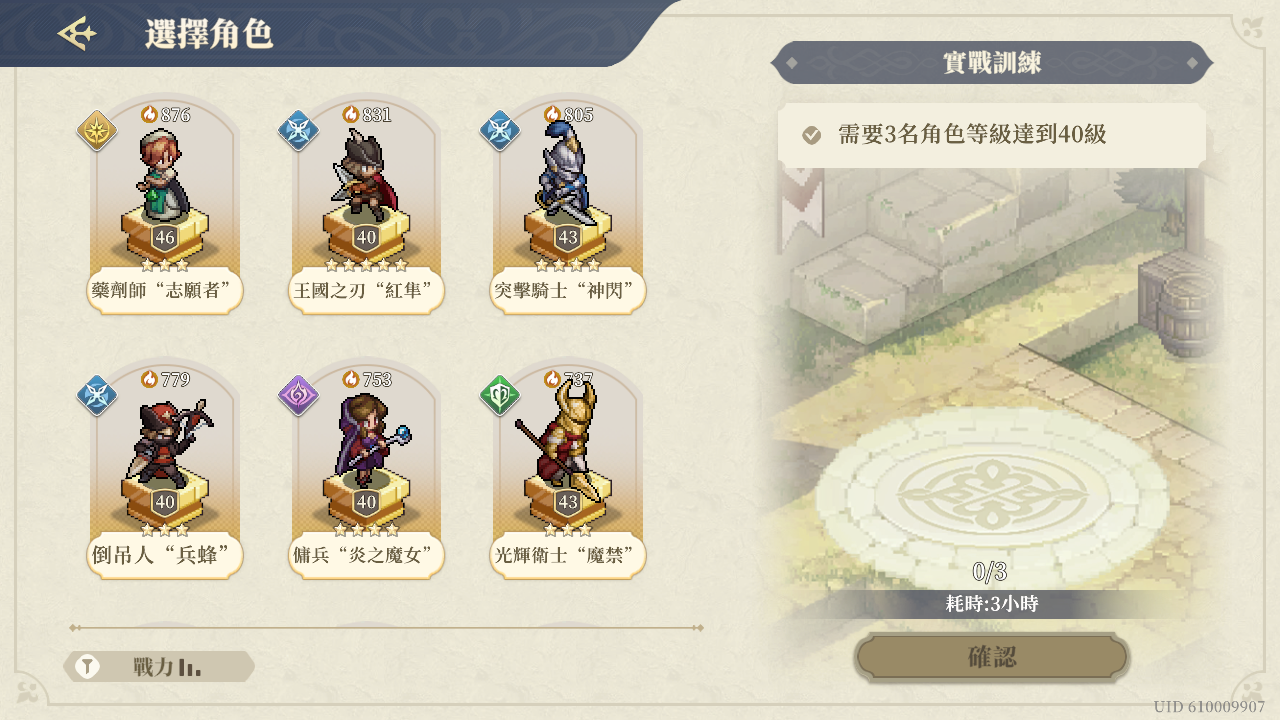 選擇角色
876
831
805
46
40
43
藥劑師“志願者”
王國之刃“紅隼”
突擊騎士“神閃”
779
753
737
40
40
43
倒吊人“兵蜂”
傭兵“炎之魔女”
光輝衛士“魔禁”
戰力
實戰訓練
需要3名角色等級達到40級
0/3
耗時:3小時
確認
UID 610009907